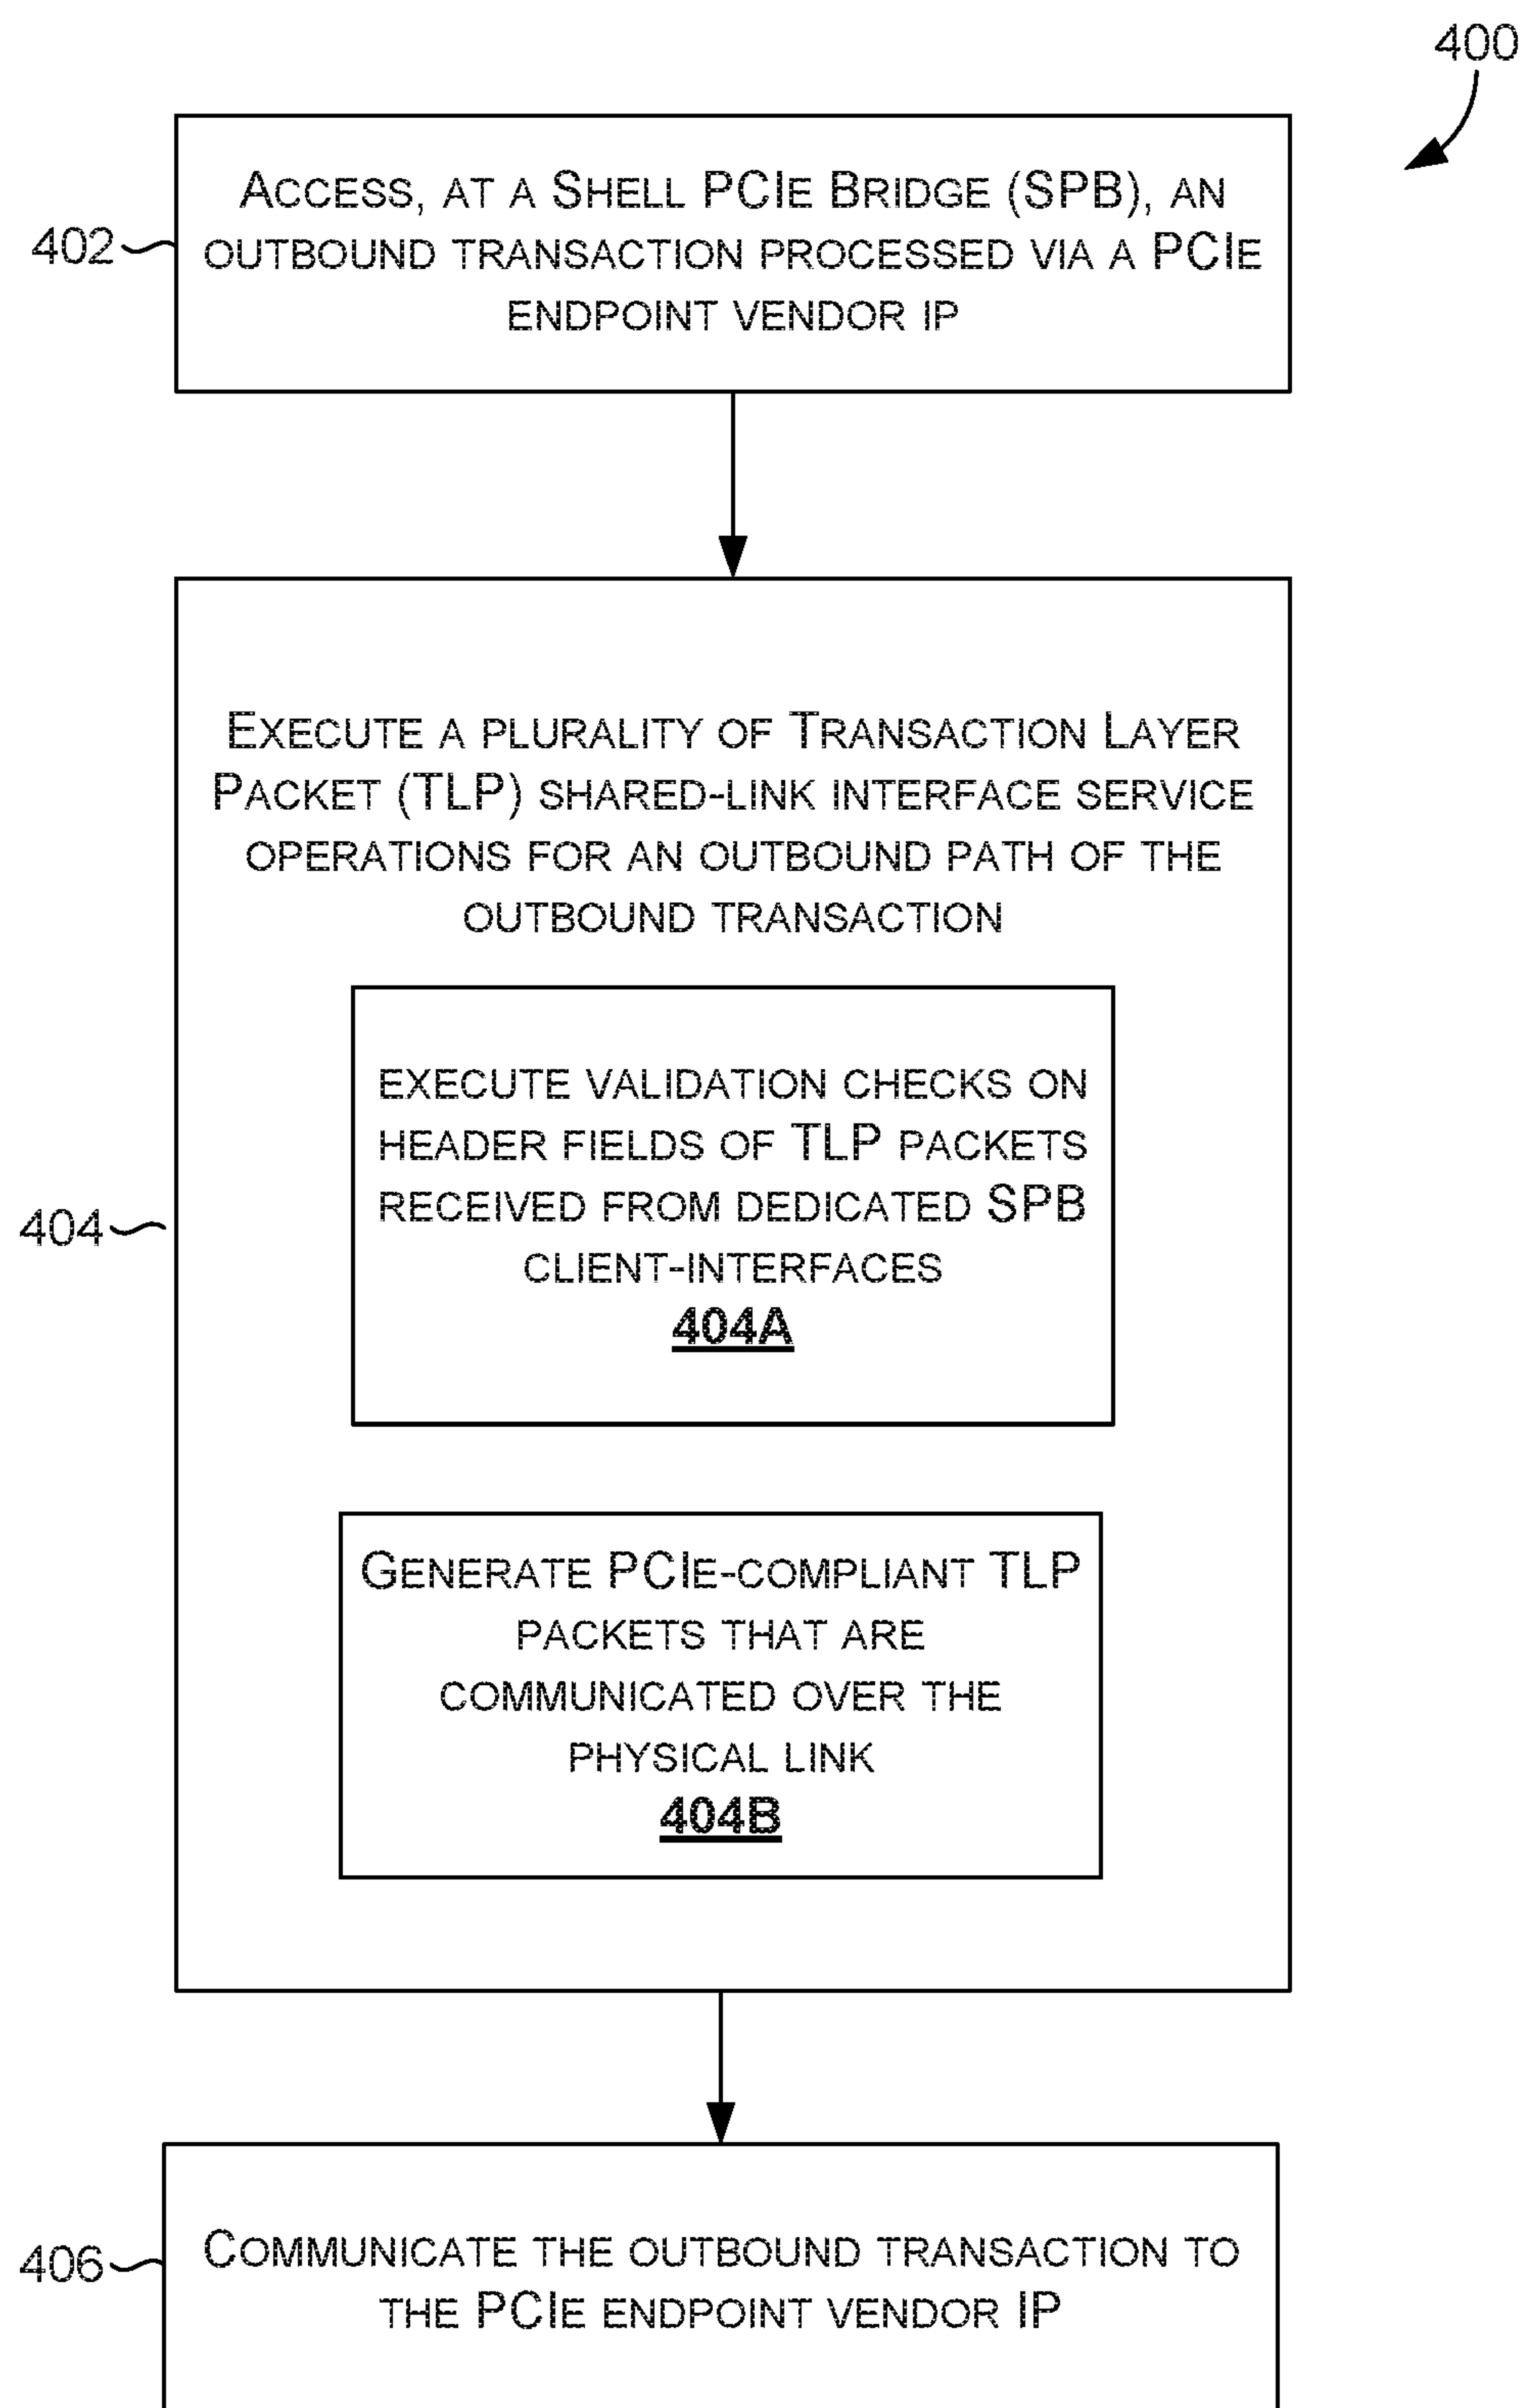 400
ACCESS, AT A SHELL PCIE BRIDGE (SPB), AN
402
OUTBOUND TRANSACTION PROCESSED VIA A PCIE
ENDPOINT VENDOR IP
EXECUTE A PLURALITY OF TRANSACTION LAYER
PACKET (TLP) SHARED-LINK INTERFACE SERVICE
OPERATIONS FOR AN OUTBOUND PATH OF THE
OUTBOUND TRANSACTION
404
EXECUTE VALIDATION CHECKS ON
HEADER FIELDS OF TLP PACKETS
RECEIVED FROM DEDICATED SPB
CLIENT-INTERFACES
404A
GENERATE PCIE-COMPLIANT TLP
PACKETS THAT ARE
COMMUNICATED OVER THE
PHYSICAL LINK
404B
406
COMMUNICATE THE OUTBOUND TRANSACTION TO
THE PCIE ENDPOINT VENDOR IP